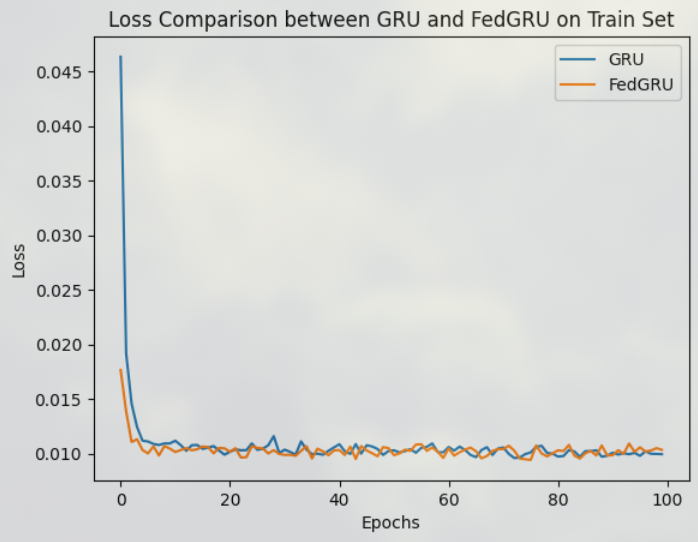 Loss Comparison between GRU and FedGRU on Train Set
GRU
FedGRU
0.045
0.040
0.035
0.030
0.025
0.020
0.015
0.010
Loss
0 20 40 60 80 100
Epochs